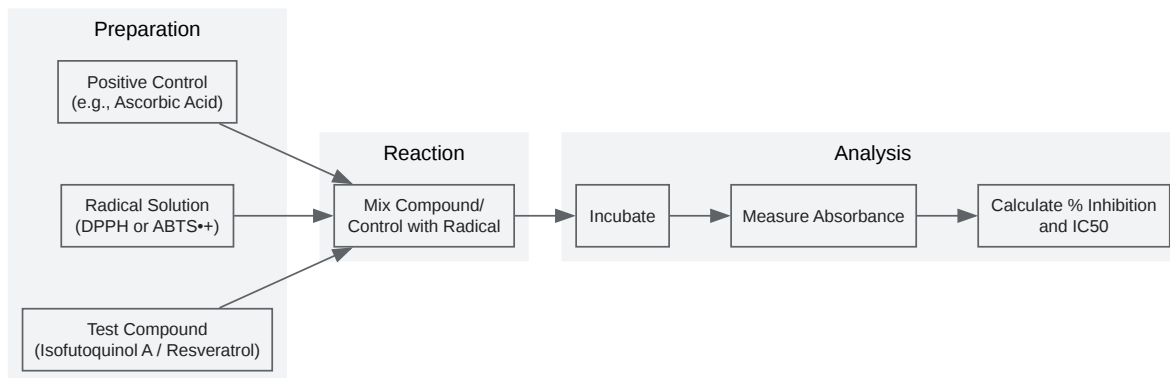 Preparation
Positive Control
(e.g., Ascorbic Acid)
Radical Solution
(DPPH or ABTS•+)
Test Compound
(Isofutoquinol A / Resveratrol)
Reaction
Mix Compound/
Control with Radical
Analysis
Incubate
Measure Absorbance
Calculate % Inhibition
and IC50